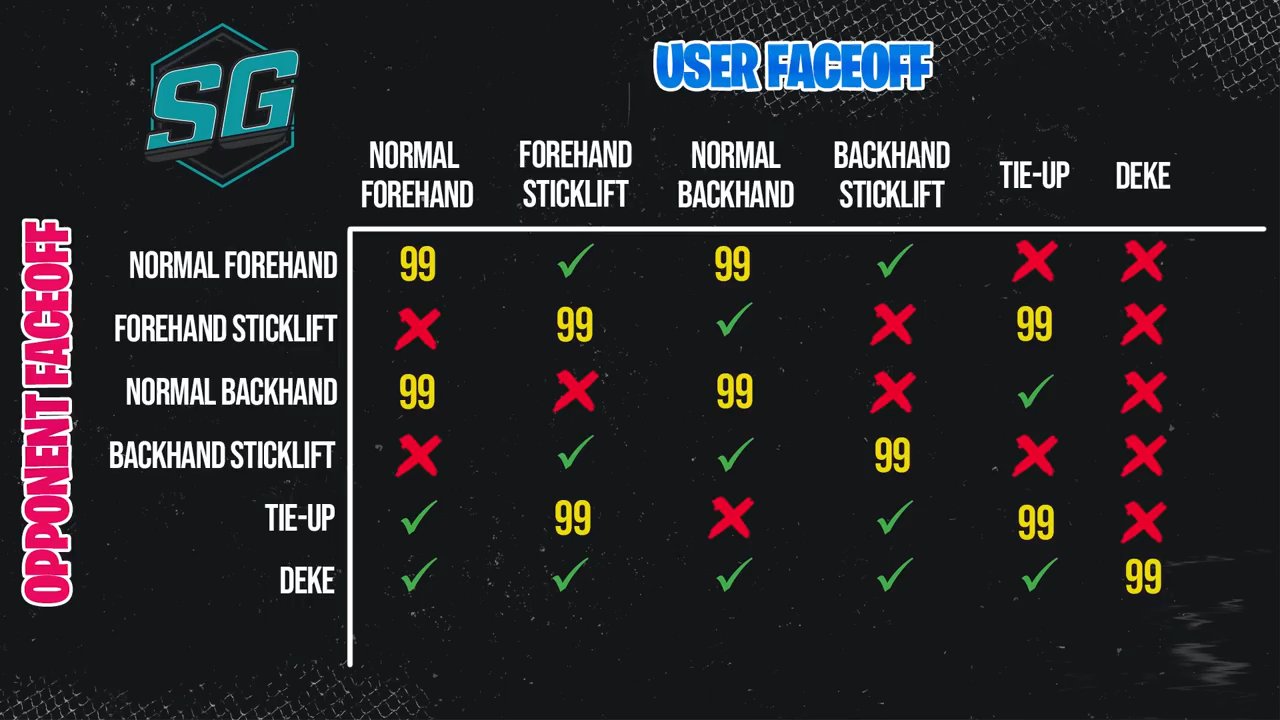 SG
USER FACEOFF
NORMAL
FOREHAND
FOREHAND
STICKLIFT
NORMAL
BACKHAND
BACKHAND
STICKLIFT
TIE-UP
DEKE
OPPONENT FACEOFF
NORMAL FOREHAND 99 ✓ 99 ✓ ✗ ✗
FOREHAND STICKLIFT ✗ 99 ✓ ✗ 99 ✗
NORMAL BACKHAND 99 ✗ 99 ✗ ✓ ✗
BACKHAND STICKLIFT ✗ ✓ ✓ 99 ✗ ✗
TIE-UP ✓ 99 ✗ ✓ 99 ✗
DEKE ✓ ✓ ✓ ✓ ✓ 99